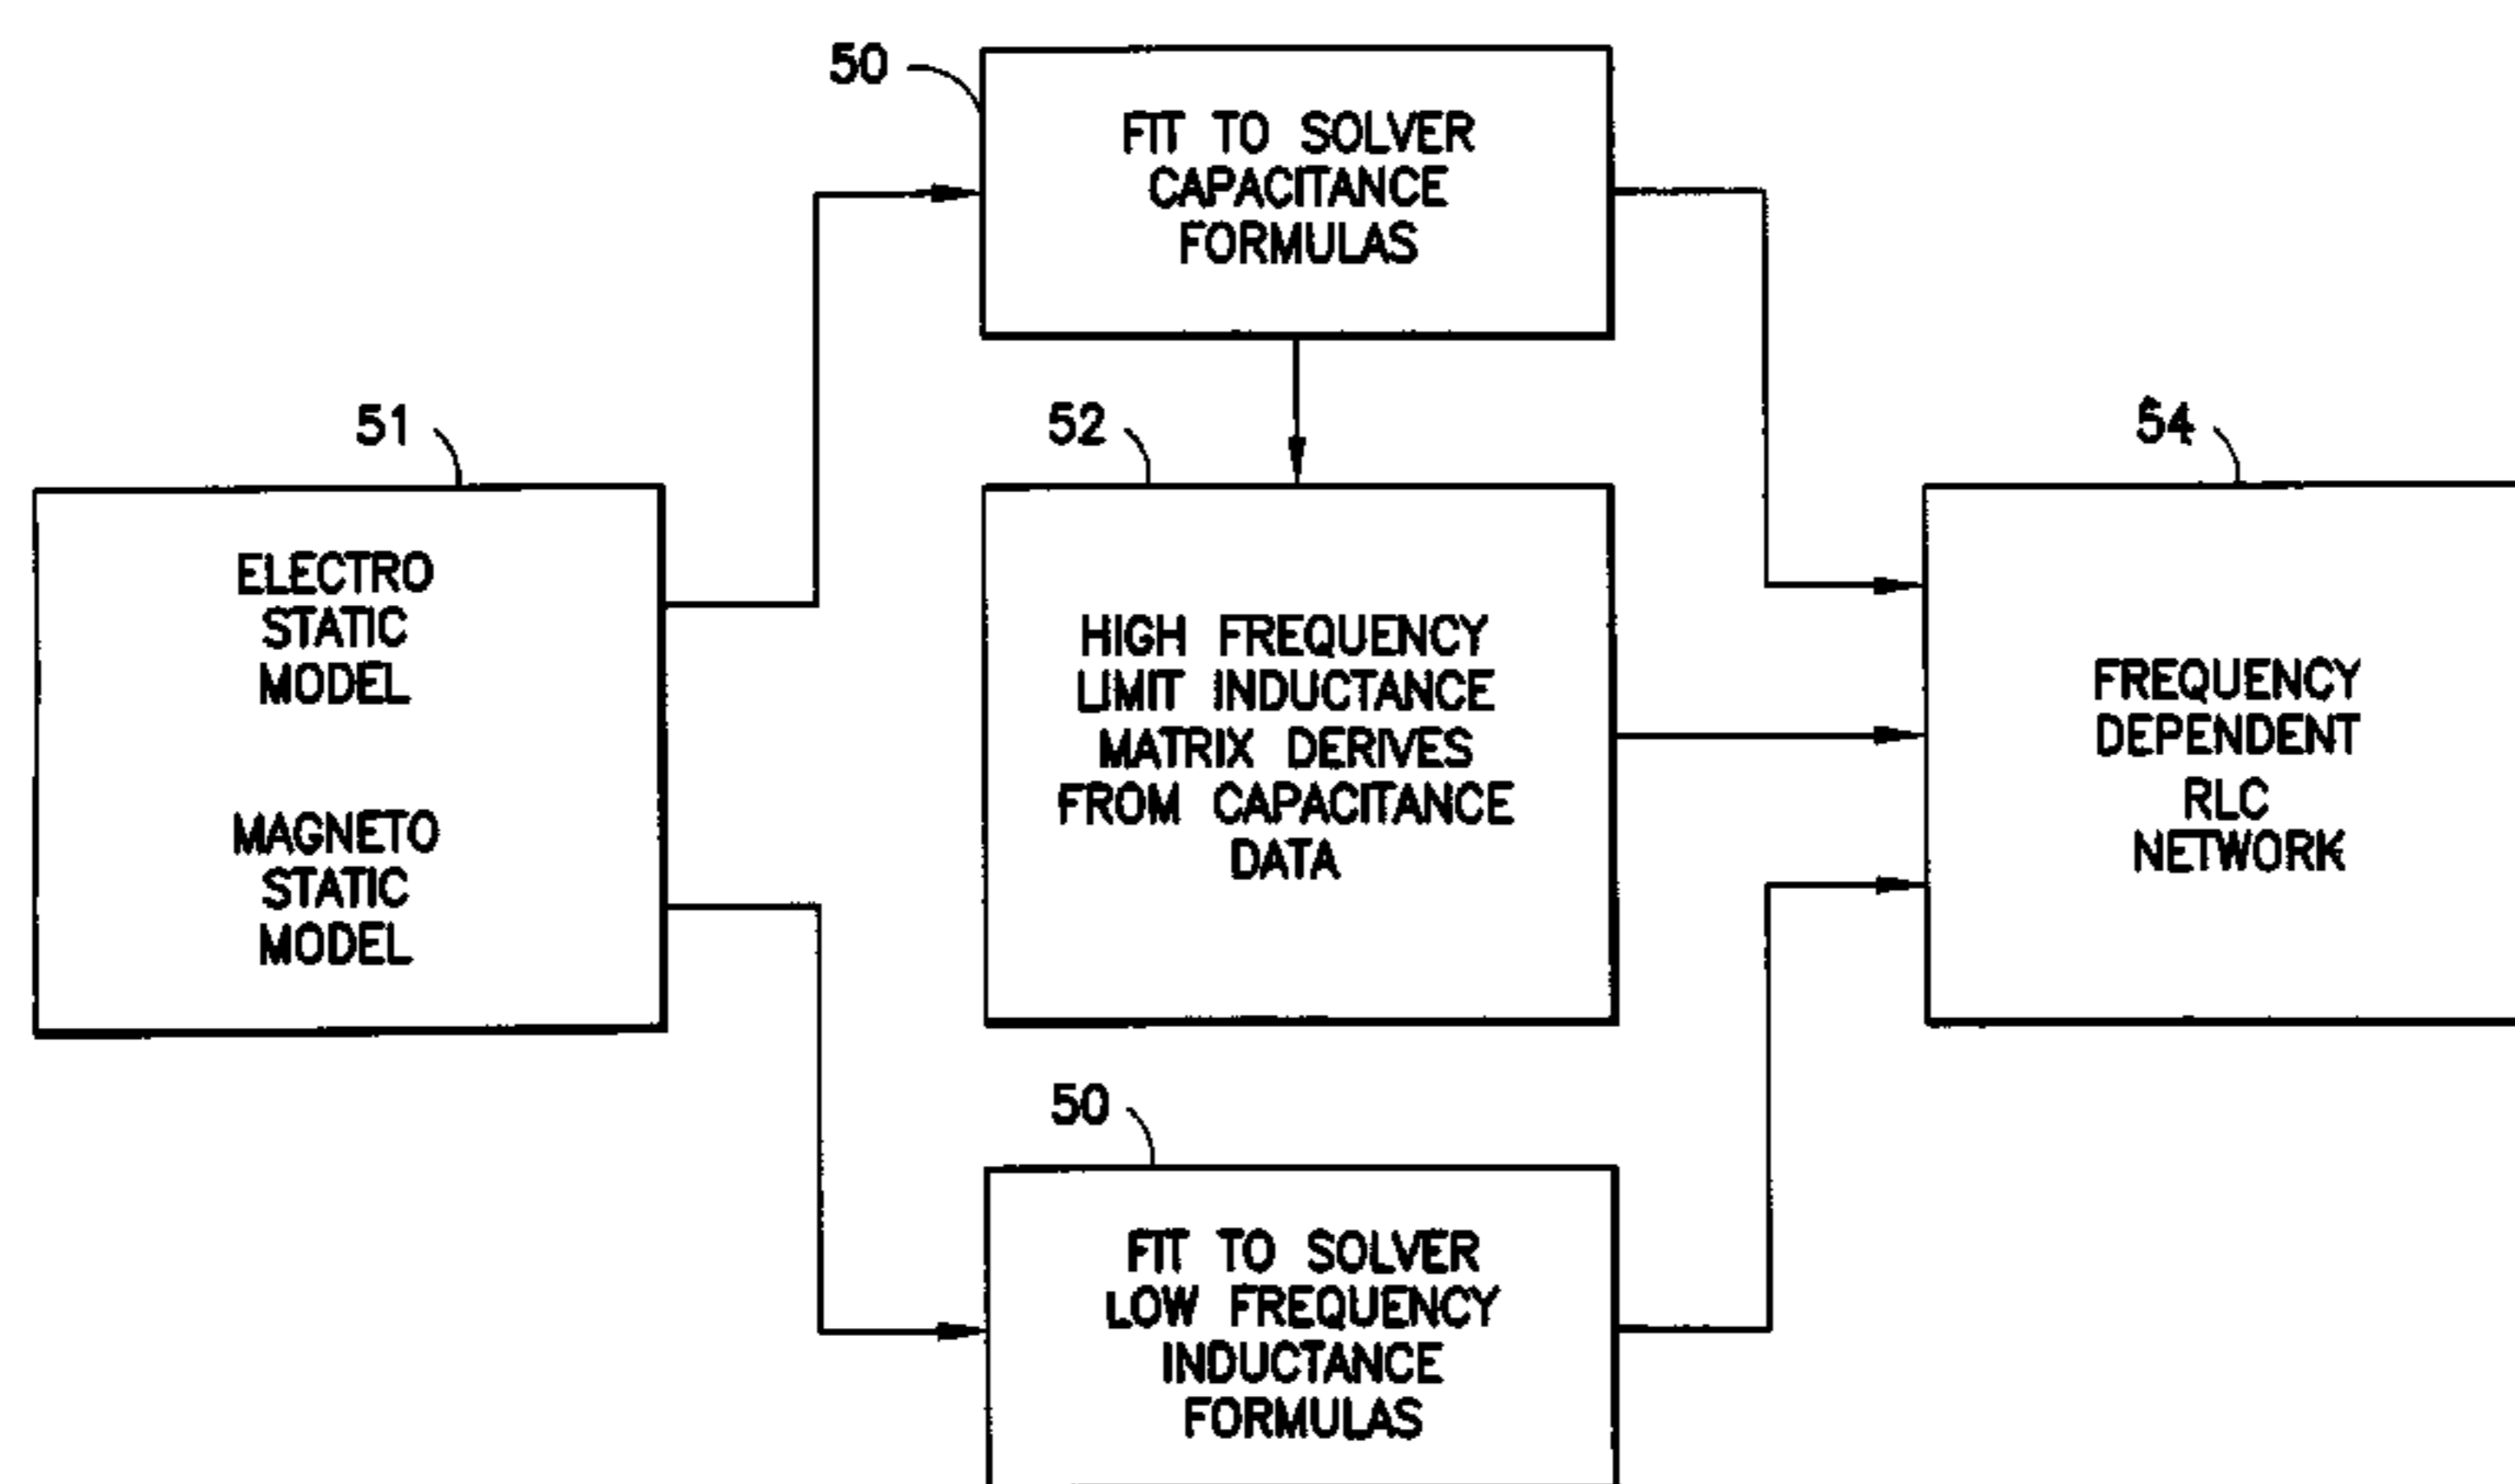 50
FIT TO SOLVER
CAPACITANCE
FORMULAS
51
ELECTRO
STATIC
MODEL
MAGNETO
STATIC
MODEL
52
HIGH FREQUENCY
LIMIT INDUCTANCE
MATRIX DERIVES
FROM CAPACITANCE
DATA
54
FREQUENCY
DEPENDENT
RLC
NETWORK
50
FIT TO SOLVER
LOW FREQUENCY
INDUCTANCE
FORMULAS